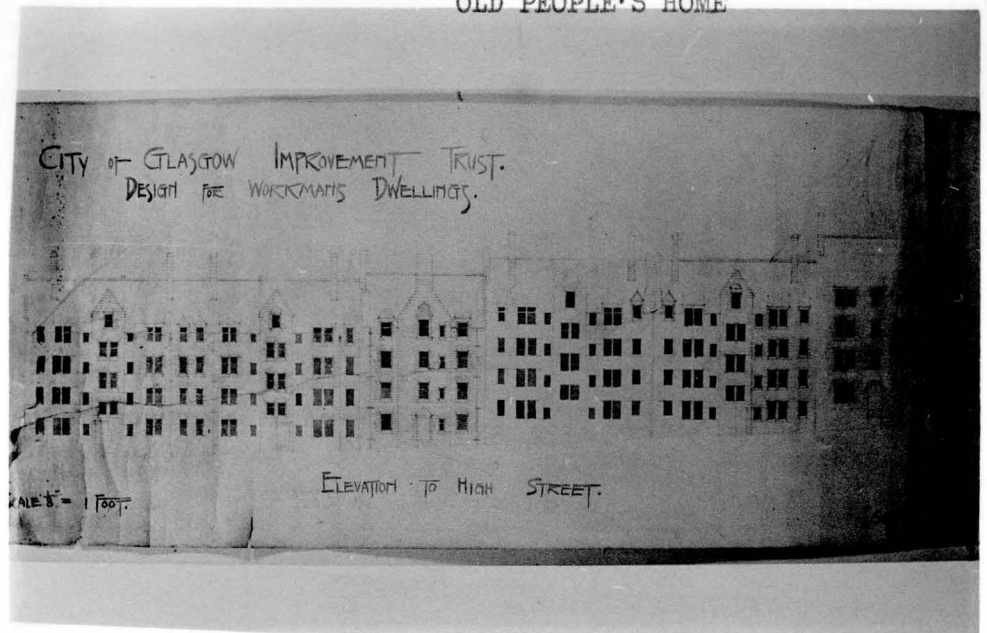 OLD PEOPLE'S HOME
CITY OF GLASGOW IMPROVEMENT TRUST.
DESIGN FOR WORKMANS DWELLINGS.
ELEVATION TO HIGH STREET.
SCALE 1/8" = 1 FOOT.